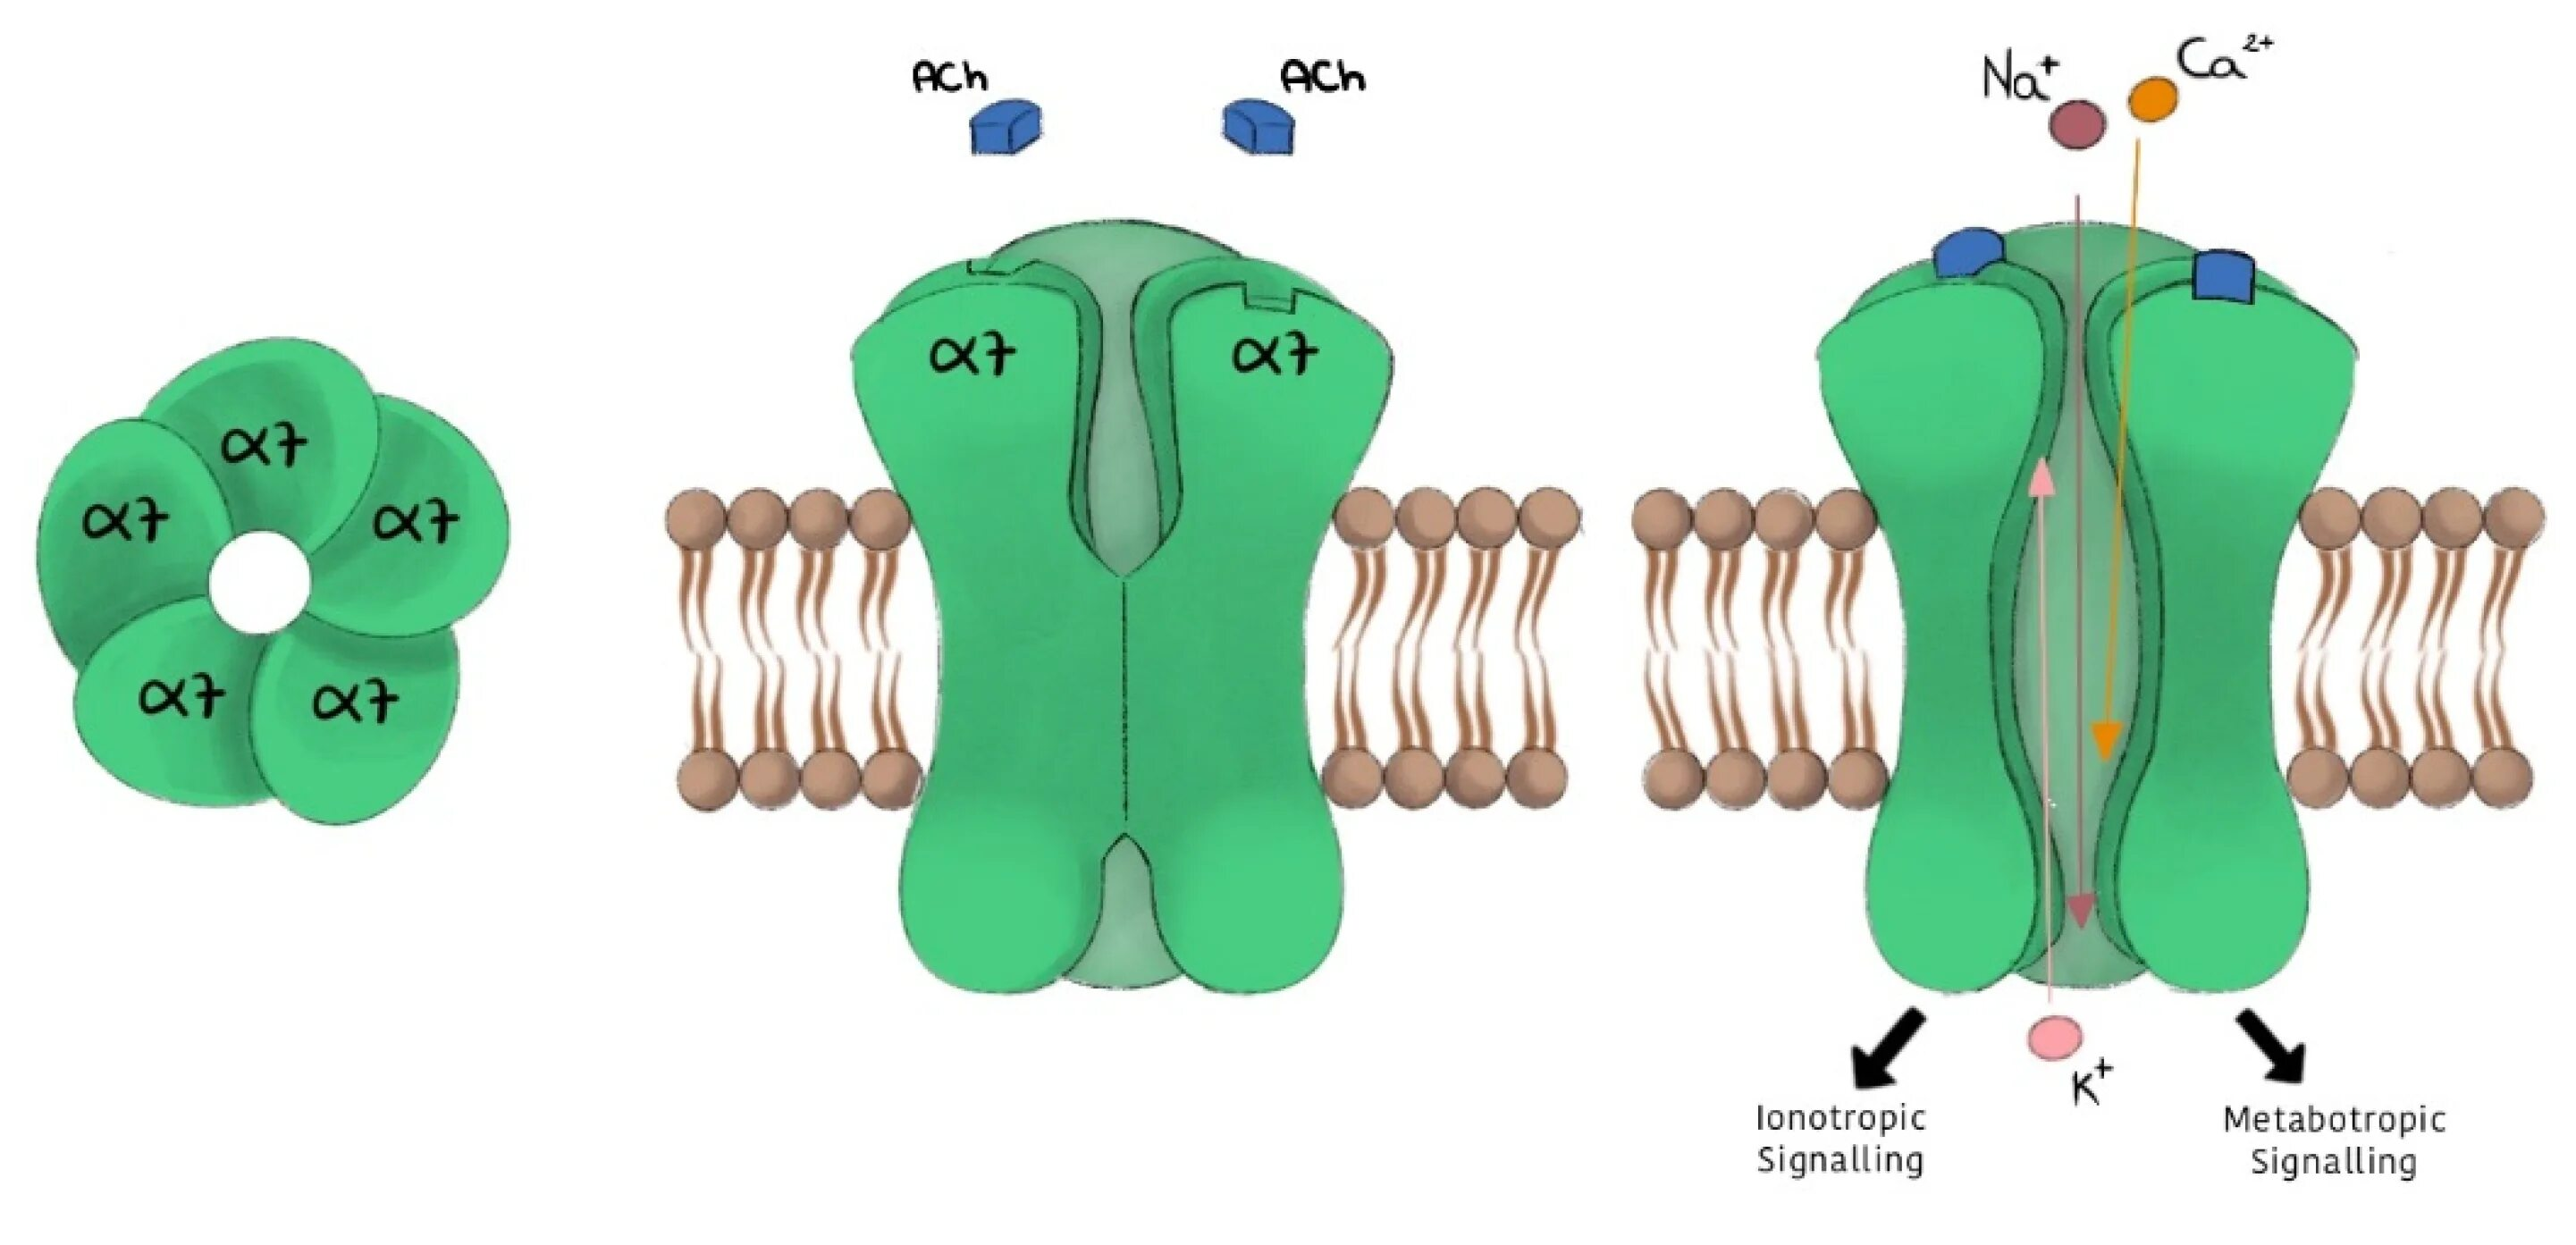 α7
α7
α7
α7
α7
ACh
ACh
α7
α7
Na⁺
Ca²⁺
K⁺
Ionotropic
Signalling
Metabotropic
Signalling